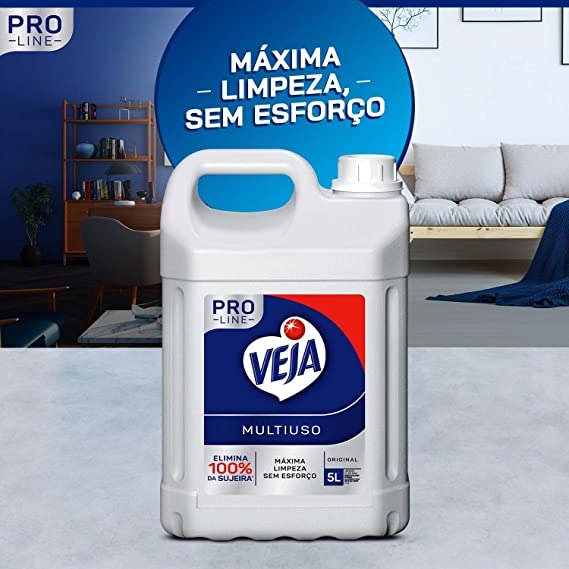 PRO
LINE
MÁXIMA
LIMPEZA,
SEM ESFORÇO
PRO
LINE
VEJA
MULTIUSO
ELIMINA
100%
DA SUJEIRA
MÁXIMA
LIMPEZA
SEM ESFORÇO
ORIGINAL
5L